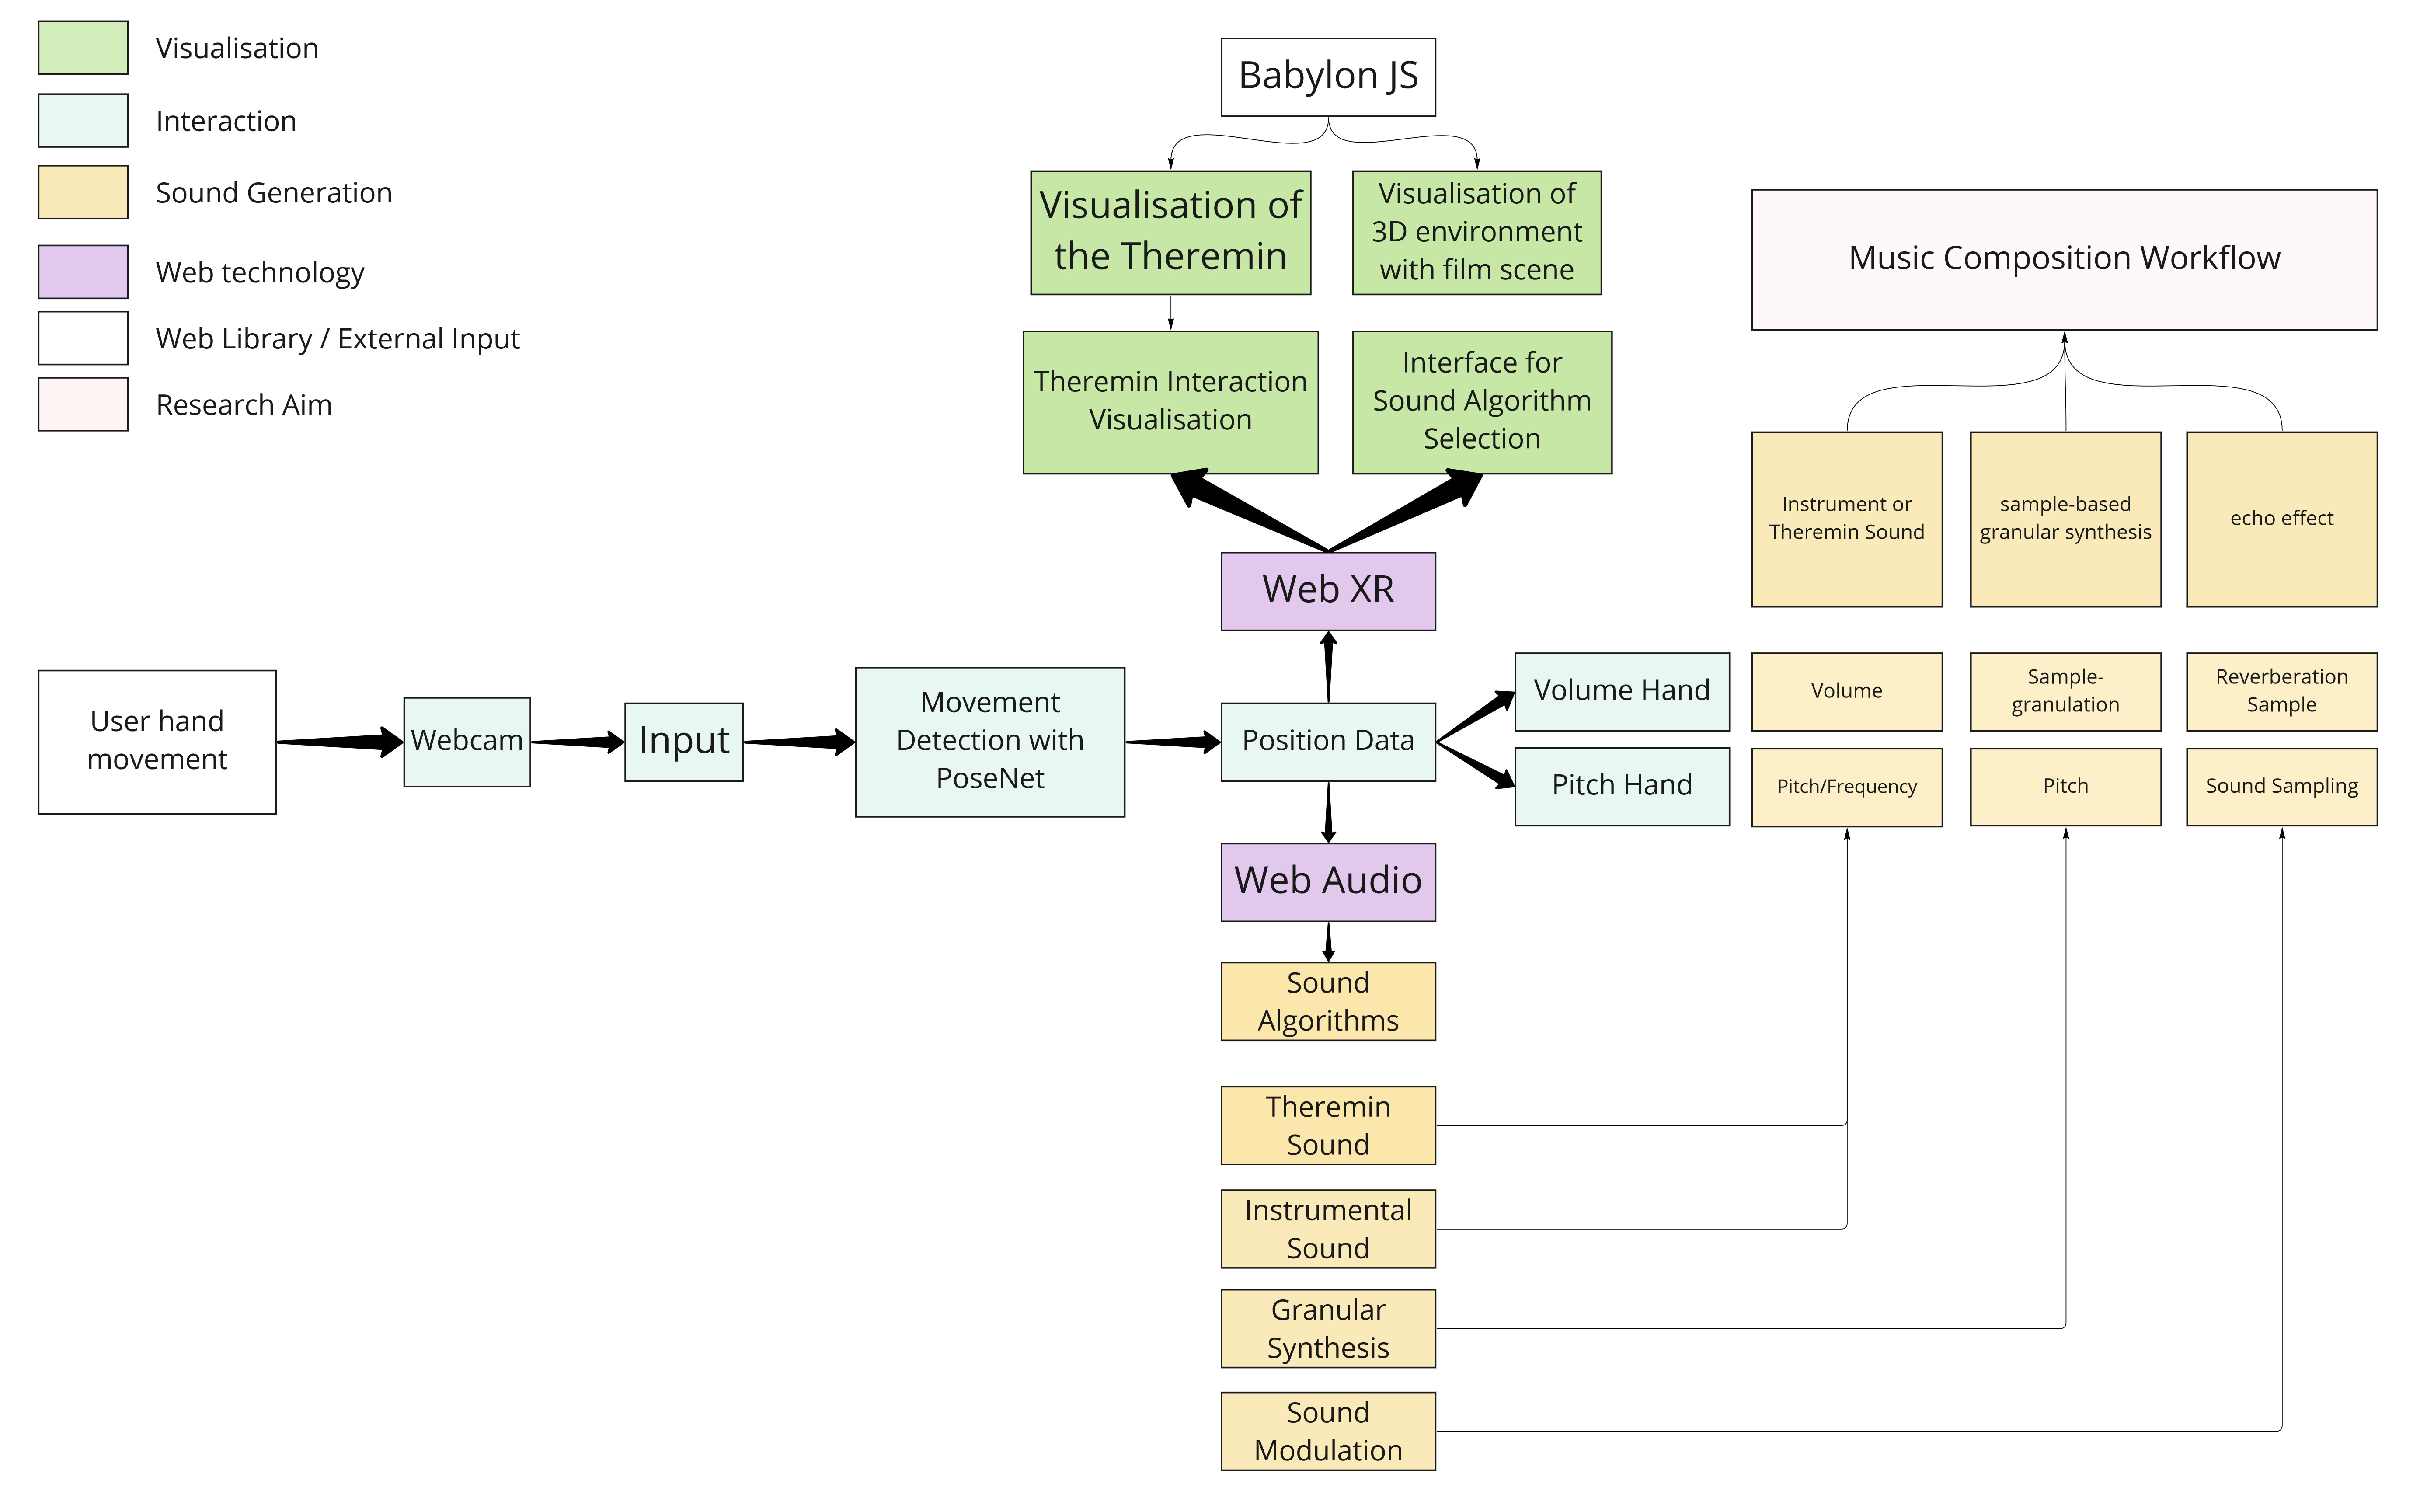 Visualisation
Interaction
Sound Generation
Web technology
Web Library / External Input
Research Aim
Babylon JS
Visualisation of
the Theremin
Visualisation of
3D environment
with film scene
Theremin Interaction
Visualisation
Interface for
Sound Algorithm
Selection
Music Composition Workflow
Instrument or
Theremin Sound
sample-based
granular synthesis
echo effect
Web XR
User hand
movement
Webcam
Input
Movement
Detection with
PoseNet
Position Data
Volume Hand
Pitch Hand
Volume
Sample-
granulation
Reverberation
Sample
Pitch/Frequency
Pitch
Sound Sampling
Web Audio
Sound
Algorithms
Theremin
Sound
Instrumental
Sound
Granular
Synthesis
Sound
Modulation